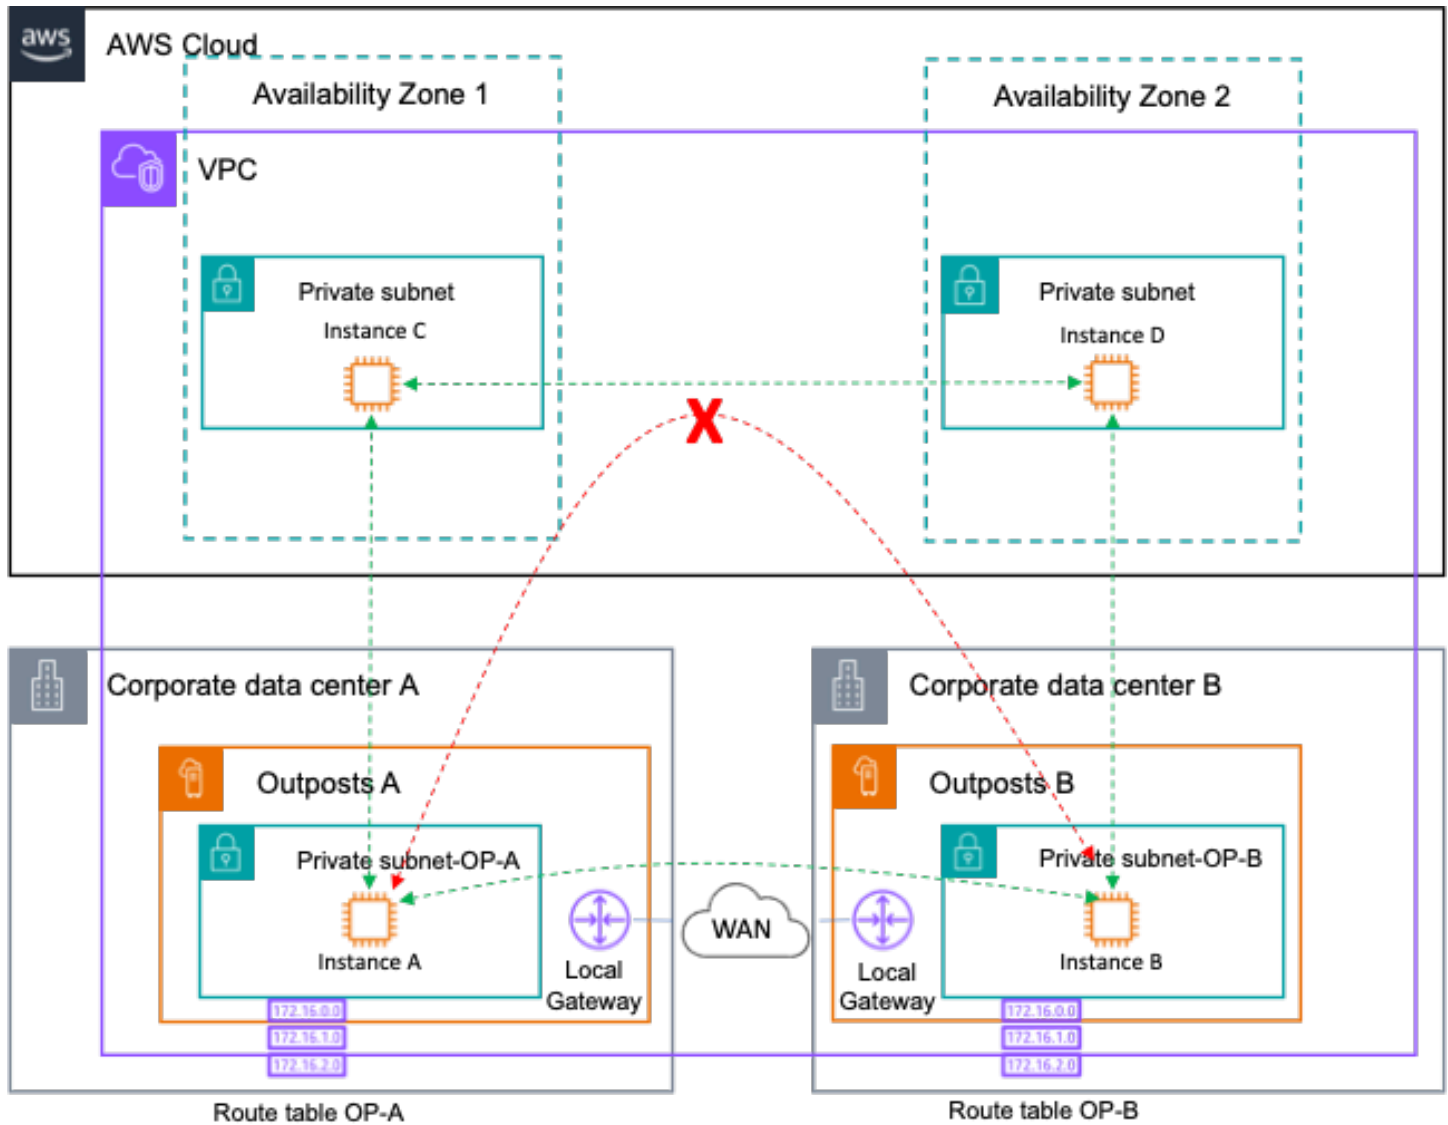 aws
AWS Cloud
Availability Zone 1
Availability Zone 2
VPC
Private subnet
Instance C
Private subnet
Instance D
X
Corporate data center A
Corporate data center B
Outposts A
Outposts B
Private subnet-OP-A
Private subnet-OP-B
WAN
Instance A
Instance B
Local
Gateway
Local
Gateway
172.16.0.0
172.16.1.0
172.16.2.0
172.16.0.0
172.16.1.0
172.16.2.0
Route table OP-A
Route table OP-B